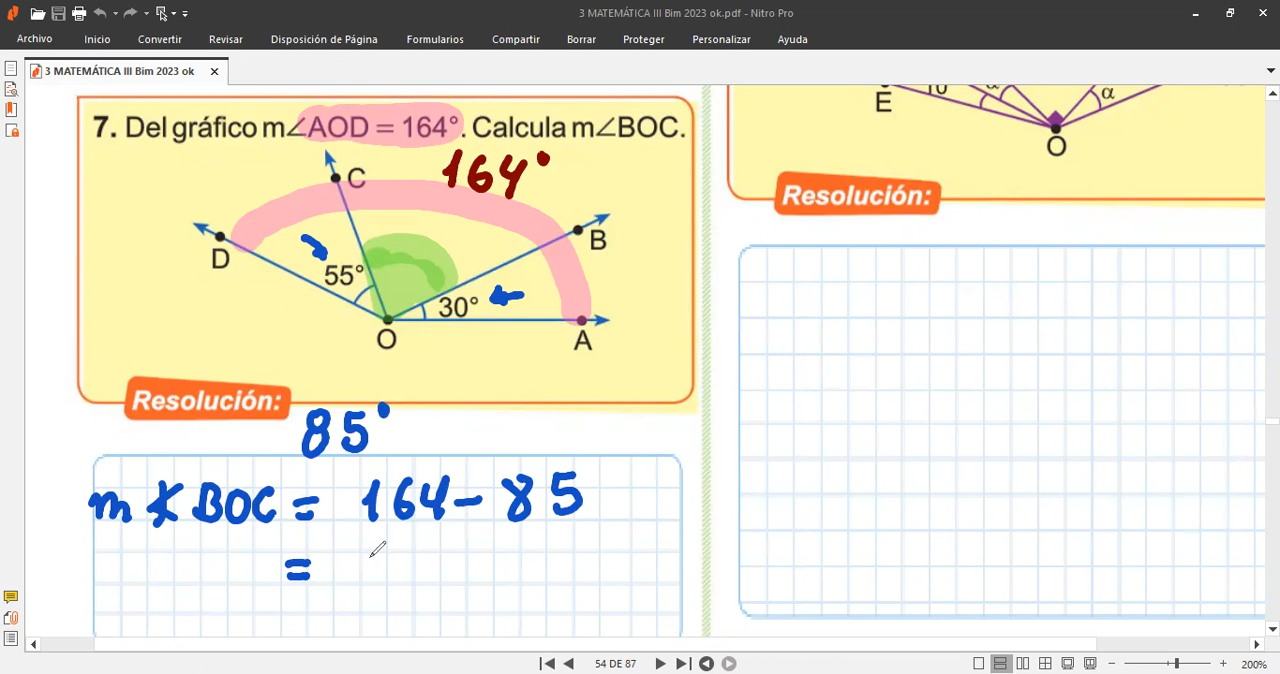 3 MATEMÁTICA III Bim 2023 ok.pdf - Nitro Pro
Archivo Inicio Convertir Revisar Disposición de Página Formularios Compartir Borrar Proteger Personalizar Ayuda
3 MATEMÁTICA III Bim 2023 ok
7. Del gráfico m∠AOD = 164°. Calcula m∠BOC.
164°
C
D
B
55°
30°
O
A
Resolución:
85°
m∡BOC = 164 - 85
=
E
α
O
Resolución:
54 DE 87
200%